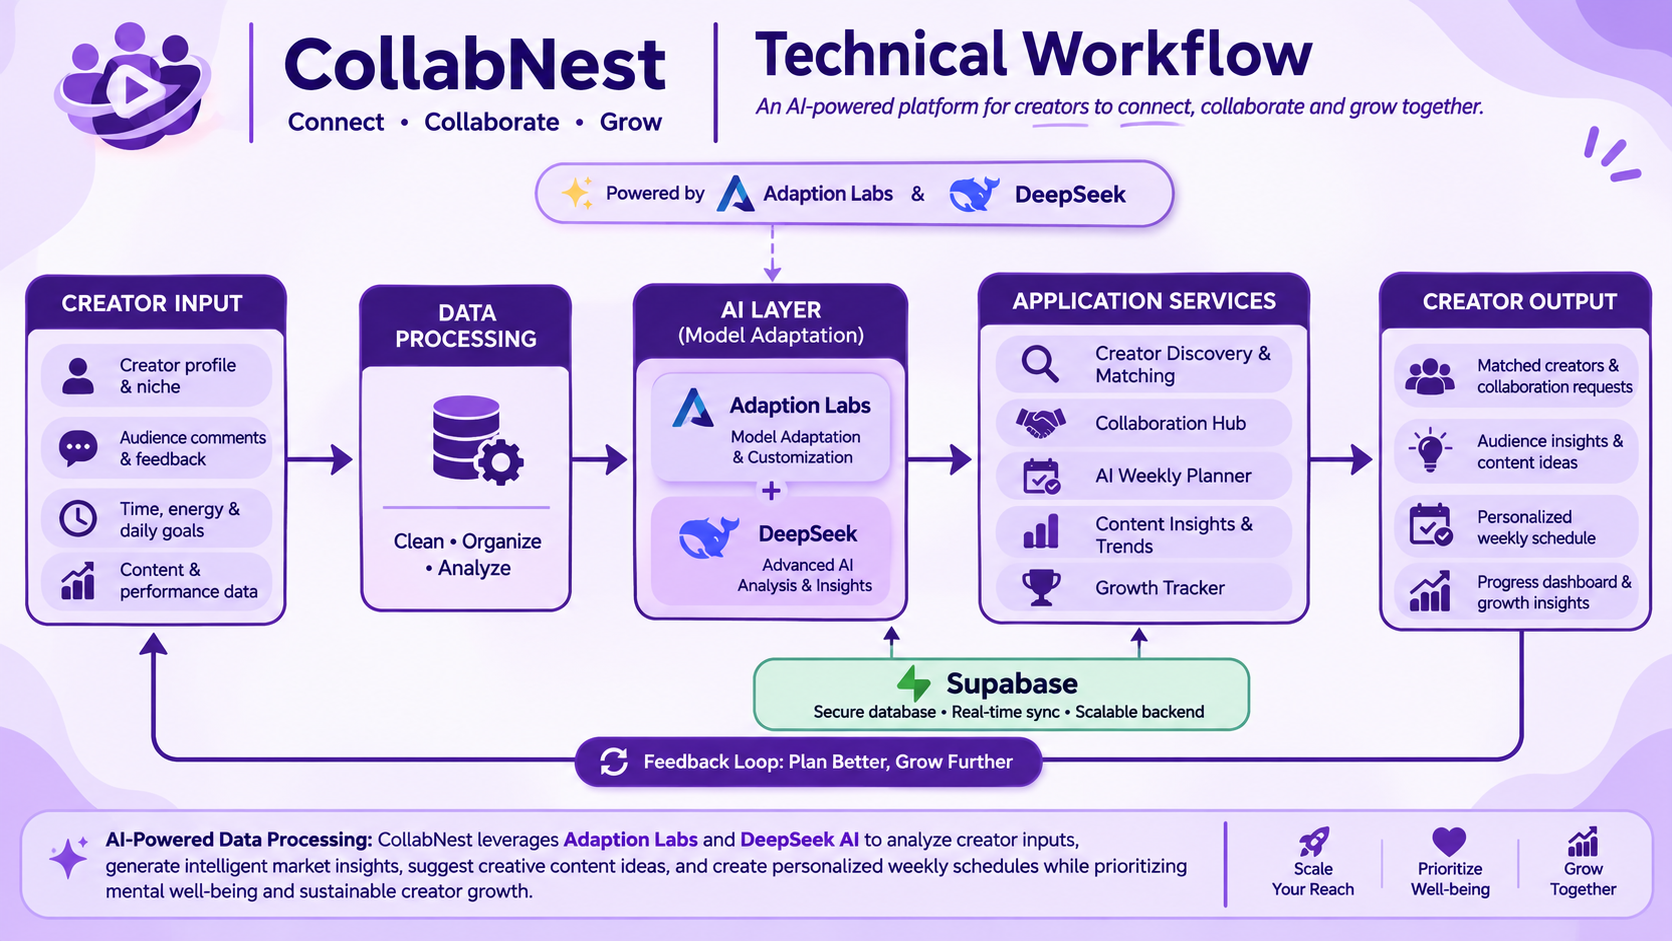 CollabNest
Connect • Collaborate • Grow
Technical Workflow
An AI-powered platform for creators to connect, collaborate and grow together.
Powered by Adaption Labs & DeepSeek
CREATOR INPUT
Creator profile
& niche
Audience comments
& feedback
Time, energy &
daily goals
Content &
performance data
DATA
PROCESSING
Clean • Organize
• Analyze
AI LAYER
(Model Adaptation)
Adaption Labs
Model Adaptation
& Customization
+
DeepSeek
Advanced AI
Analysis & Insights
APPLICATION SERVICES
Creator Discovery &
Matching
Collaboration Hub
AI Weekly Planner
Content Insights &
Trends
Growth Tracker
CREATOR OUTPUT
Matched creators &
collaboration requests
Audience insights &
content ideas
Personalized
weekly schedule
Progress dashboard &
growth insights
Supabase
Secure database • Real-time sync • Scalable backend
Feedback Loop: Plan Better, Grow Further
AI-Powered Data Processing: CollabNest leverages Adaption Labs and DeepSeek AI to analyze creator inputs,
generate intelligent market insights, suggest creative content ideas, and create personalized weekly schedules while prioritizing
mental well-being and sustainable creator growth.
Scale
Your Reach
Prioritize
Well-being
Grow
Together